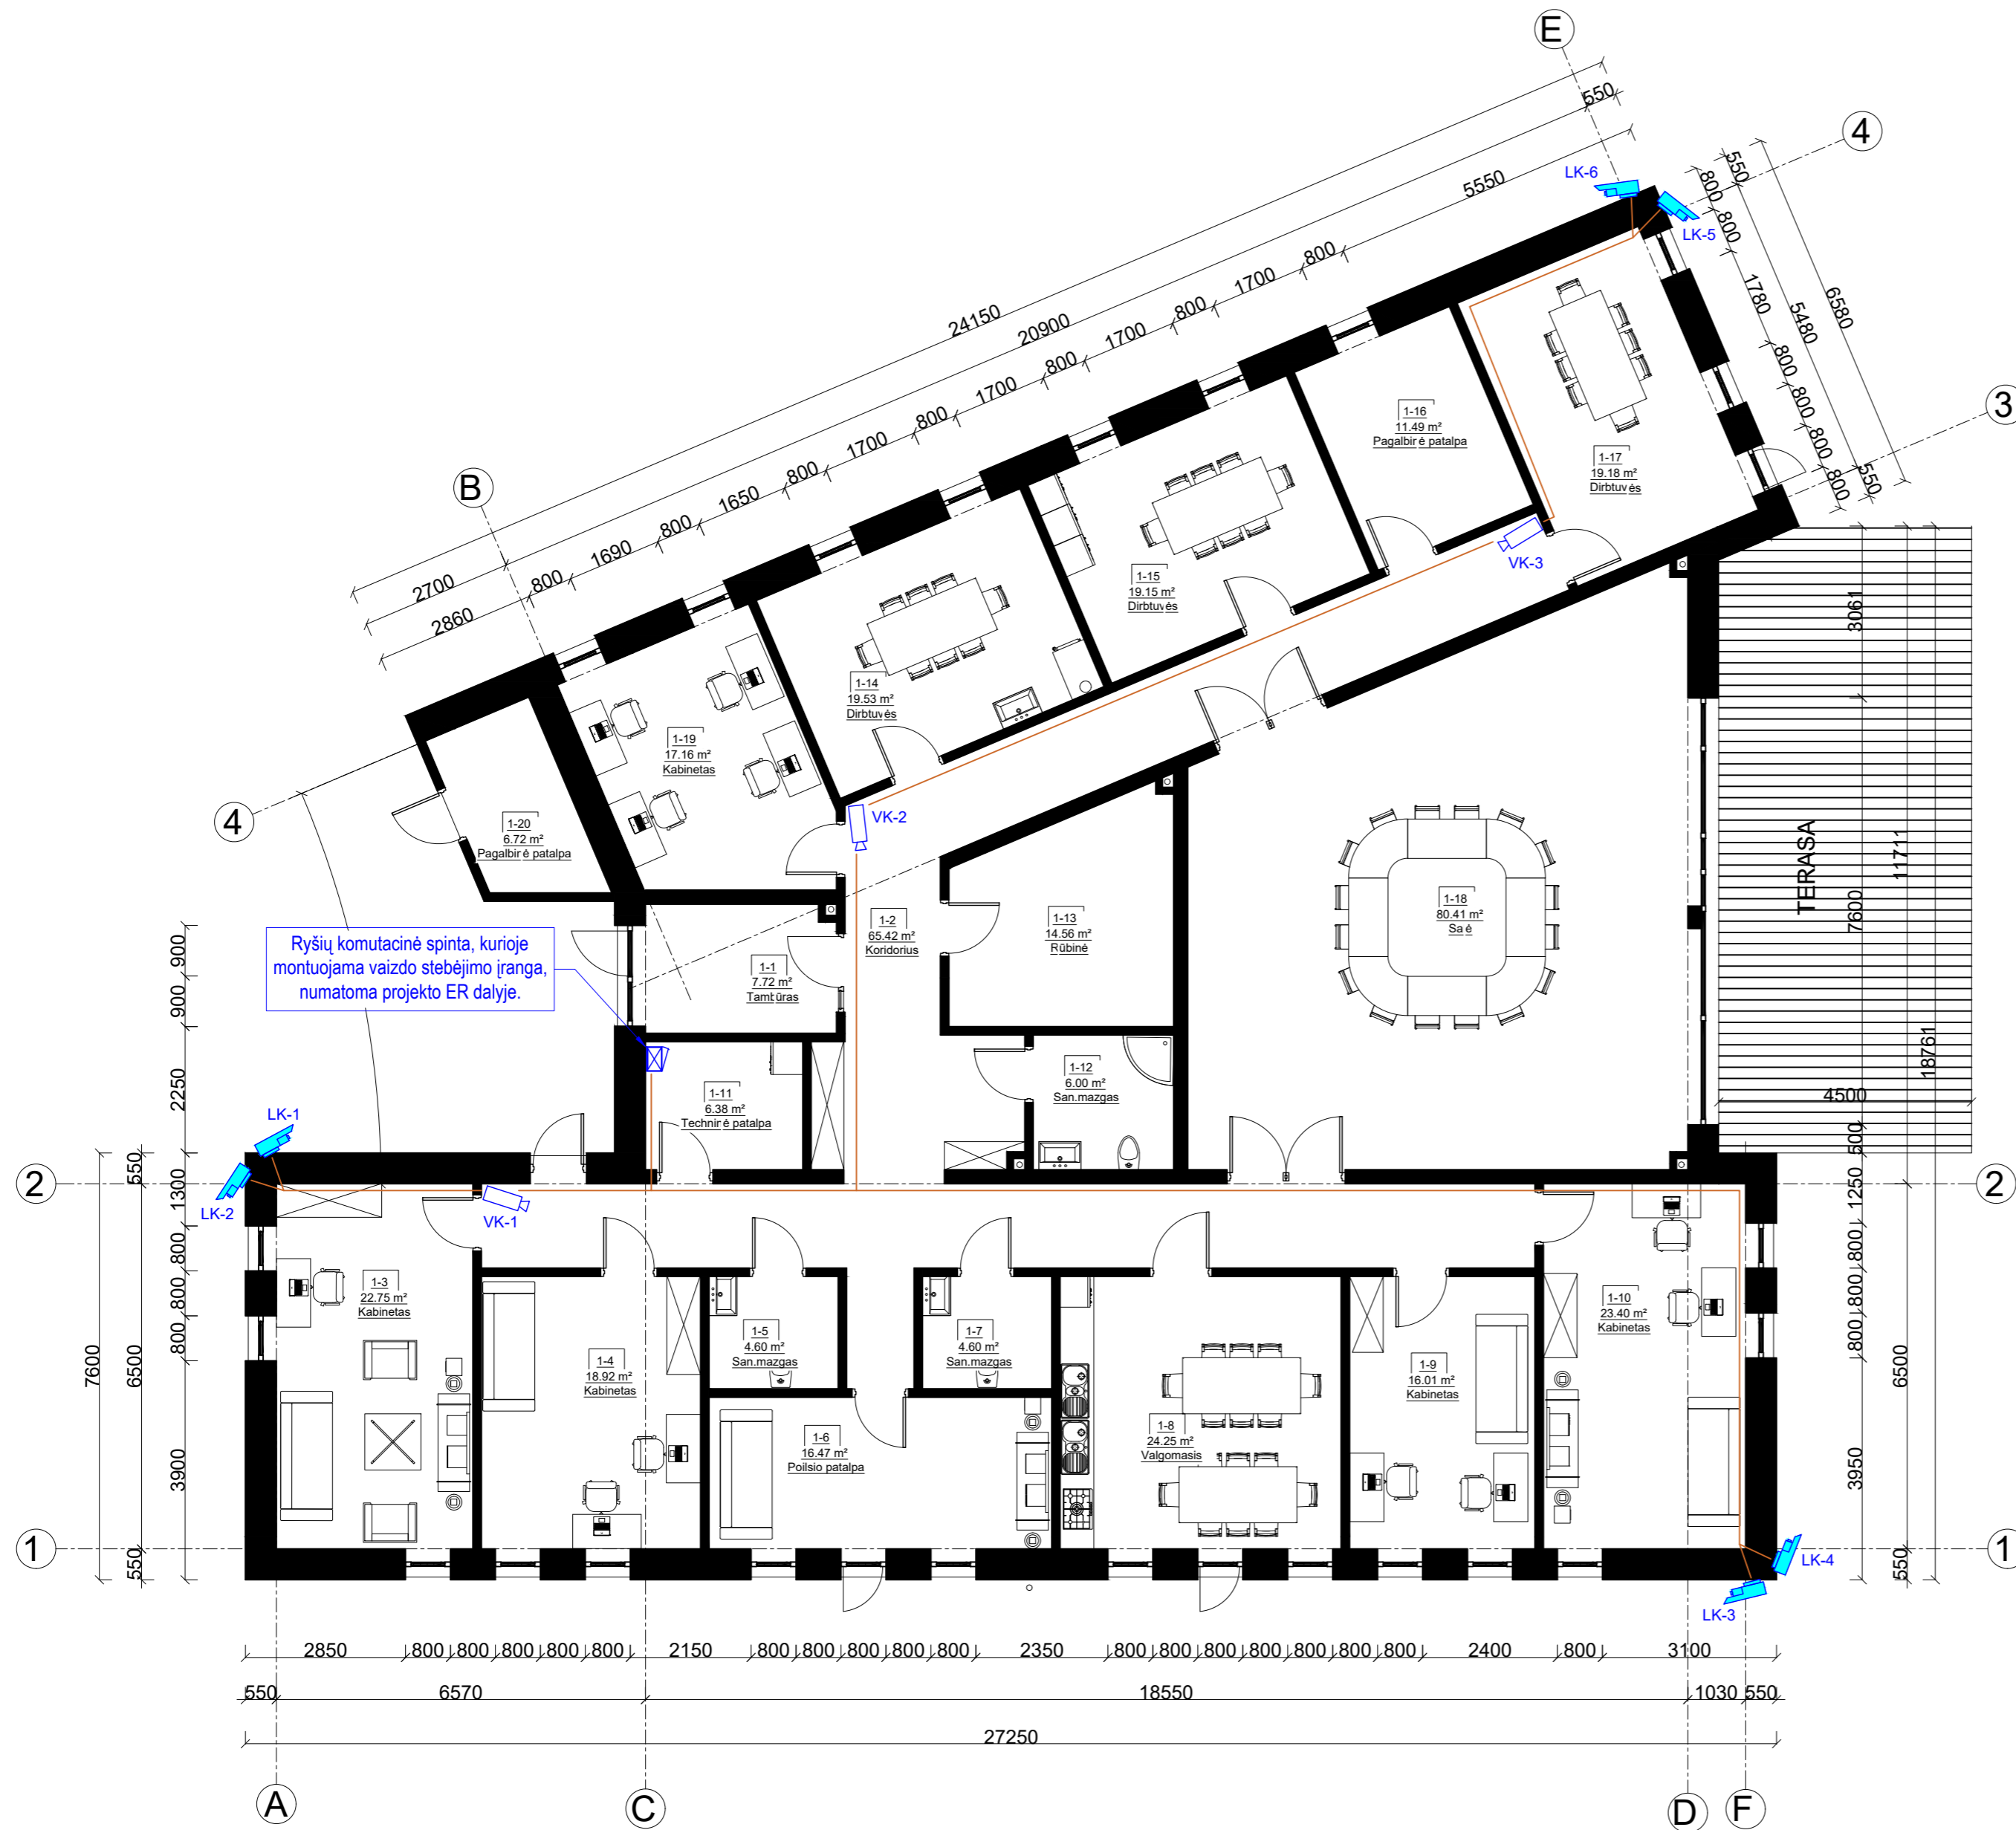 E
4
3
550
24150
20900
5550
800
1700
800
1700
800
1700
800
1700
800
1700
800
1650
800
1690
800
2700
2860
B
4
LK-6
LK-5
550
800
800
1780
5480
6580
800
800
800
800
550
1-16
11.49 m²
Pagalbirė patalpa
1-17
19.18 m²
Dirbtuvės
VK-3
1-15
19.15 m²
Dirbtuvės
1-14
19.53 m²
Dirbtuvės
1-19
17.16 m²
Kabinetas
VK-2
1-20
6.72 m²
Pagalbirė patalpa
3061
TERASA
7600
11711
18761
4500
500
1-18
80.41 m²
Saė
1-2
65.42 m²
Koridorius
1-13
14.56 m²
Rūbinė
1-1
7.72 m²
Tambūras
Ryšių komutacinė spinta, kurioje
montuojama vaizdo stebėjimo įranga,
numatoma projekto ER dalyje.
900
900
2250
1-12
6.00 m²
San.mazgas
1-11
6.38 m²
Technirė patalpa
LK-1
LK-2
VK-1
2
2
550
1300
800
800
800
3900
7600
6500
550
1250
800
800
800
3950
6500
550
1-3
22.75 m²
Kabinetas
1-4
18.92 m²
Kabinetas
1-5
4.60 m²
San.mazgas
1-7
4.60 m²
San.mazgas
1-6
16.47 m²
Poilsio patalpa
1-8
24.25 m²
Valgomasis
1-9
16.01 m²
Kabinetas
1-10
23.40 m²
Kabinetas
1
1
LK-4
LK-3
2850 800 800 800 800 800 2150 800 800 800 800 800 2350 800 800 800 800 800 800 800 2400 800 3100
550 6570 18550 1030 550
27250
A
C
D
F